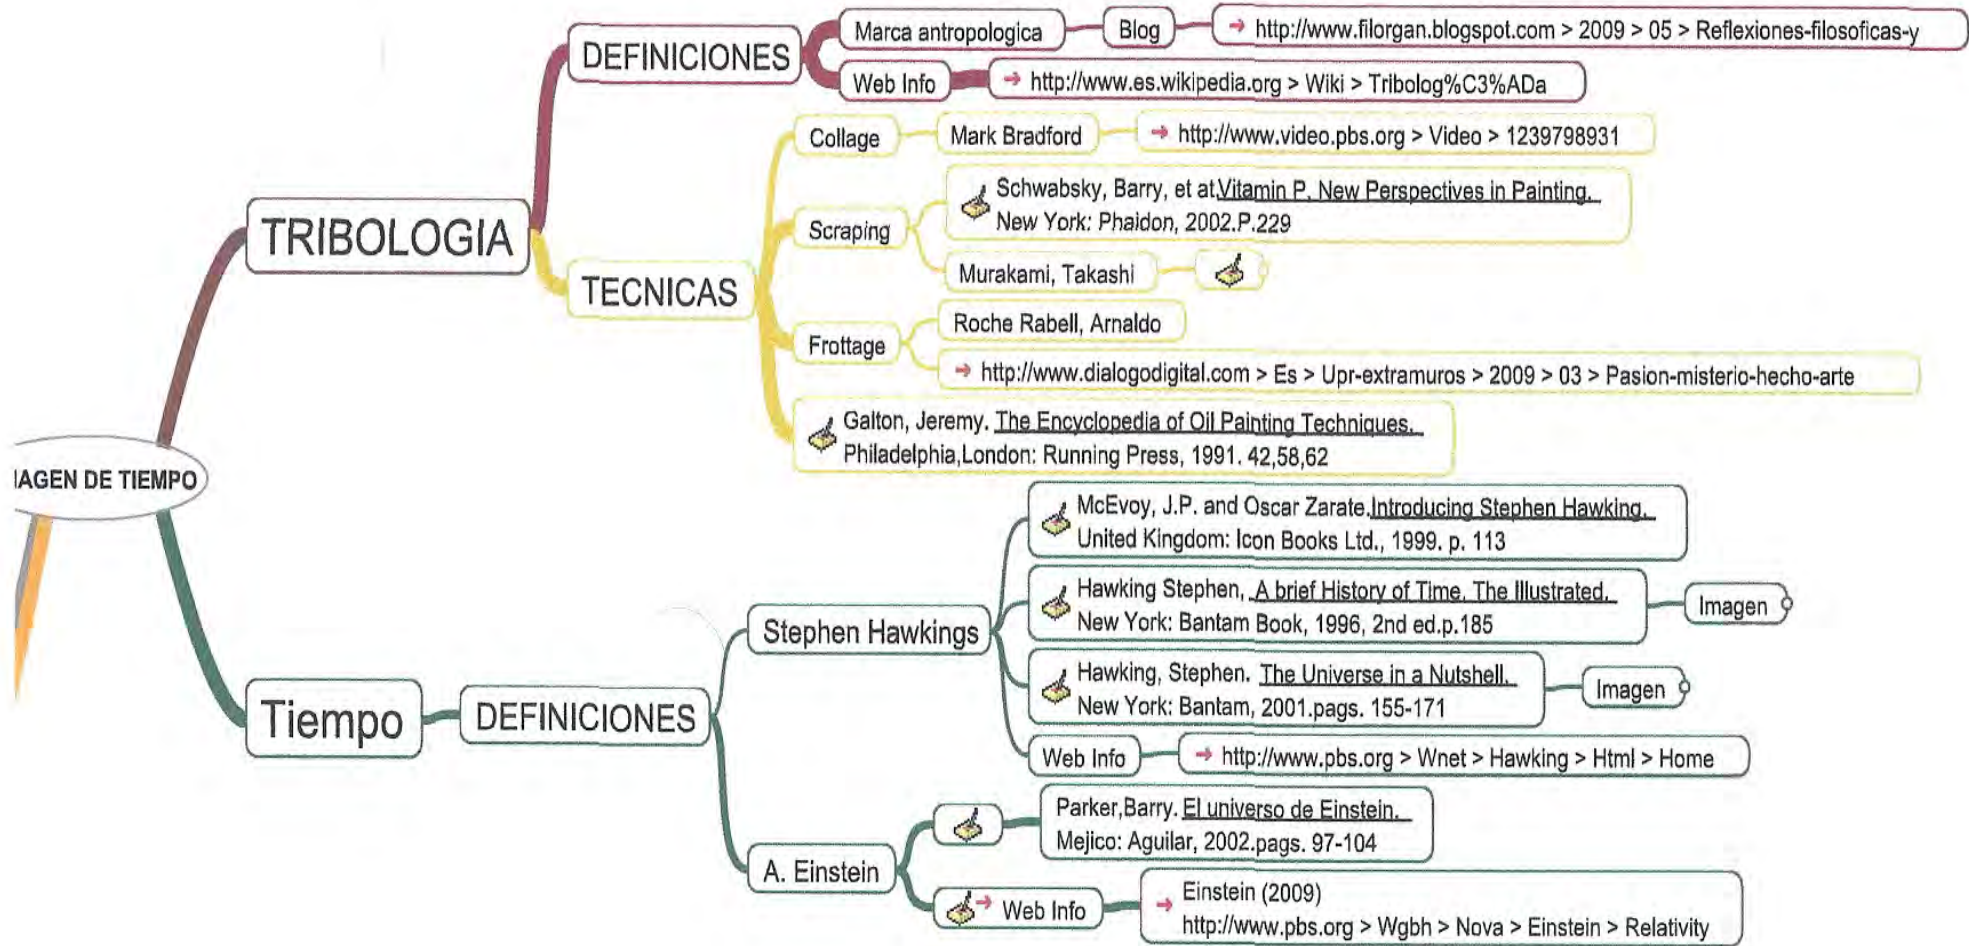 IAGEN DE TIEMPO
TRIBOLOGIA
DEFINICIONES
Marca antropologica
Blog
http://www.filorgan.blogspot.com > 2009 > 05 > Reflexiones-filosoficas-y
Web Info
http://www.es.wikipedia.org > Wiki > Tribolog%C3%ADa
TECNICAS
Collage
Mark Bradford
http://www.video.pbs.org > Video > 1239798931
Scraping
Schwabsky, Barry, et at.Vitamin P. New Perspectives in Painting.
New York: Phaidon, 2002.P.229
Murakami, Takashi
Frottage
Roche Rabell, Arnaldo
http://www.dialogodigital.com > Es > Upr-extramuros > 2009 > 03 > Pasion-misterio-hecho-arte
Galton, Jeremy. The Encyclopedia of Oil Painting Techniques.
Philadelphia,London: Running Press, 1991. 42,58,62
Tiempo
DEFINICIONES
Stephen Hawkings
McEvoy, J.P. and Oscar Zarate.Introducing Stephen Hawking.
United Kingdom: Icon Books Ltd., 1999. p. 113
Hawking Stephen, A brief History of Time. The Illustrated.
New York: Bantam Book, 1996, 2nd ed.p.185
Imagen
Hawking, Stephen. The Universe in a Nutshell.
New York: Bantam, 2001.pags. 155-171
Imagen
Web Info
http://www.pbs.org > Wnet > Hawking > Html > Home
A. Einstein
Parker,Barry. El universo de Einstein.
Mejico: Aguilar, 2002.pags. 97-104
Web Info
Einstein (2009)
http://www.pbs.org > Wgbh > Nova > Einstein > Relativity